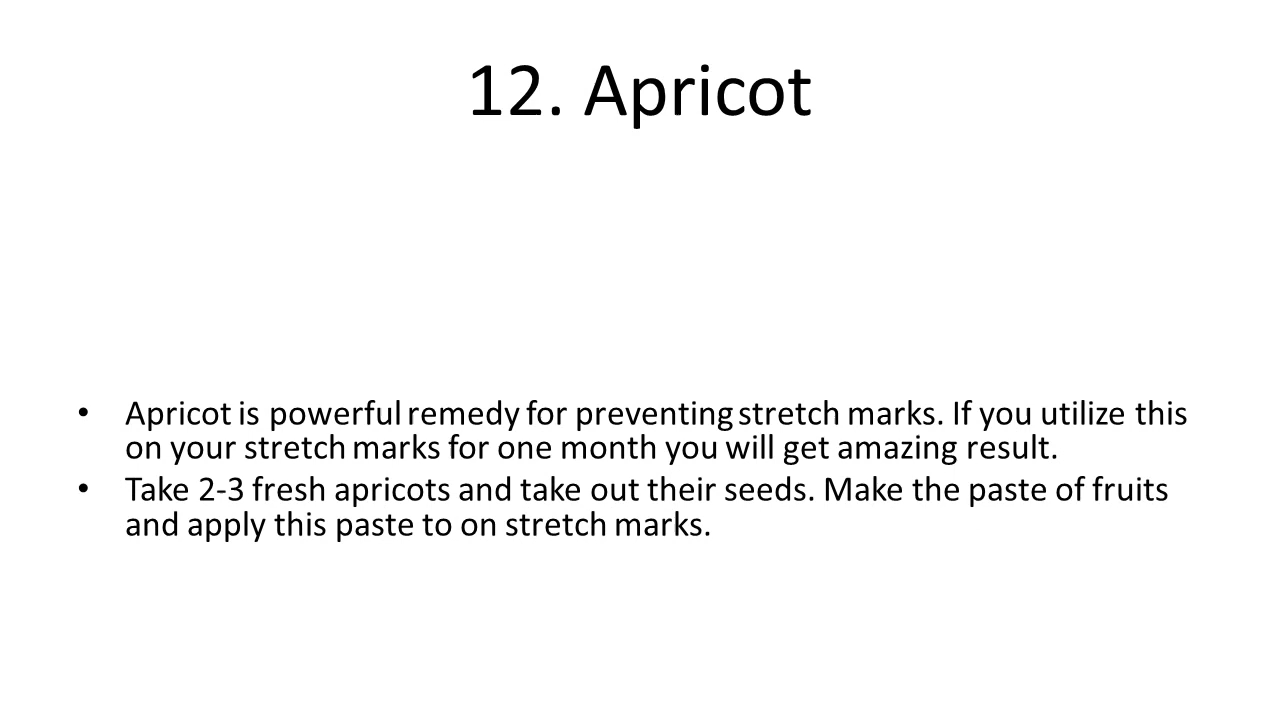 12. Apricot
• Apricot is powerful remedy for preventing stretch marks. If you utilize this
on your stretch marks for one month you will get amazing result.
• Take 2-3 fresh apricots and take out their seeds. Make the paste of fruits
and apply this paste to on stretch marks.